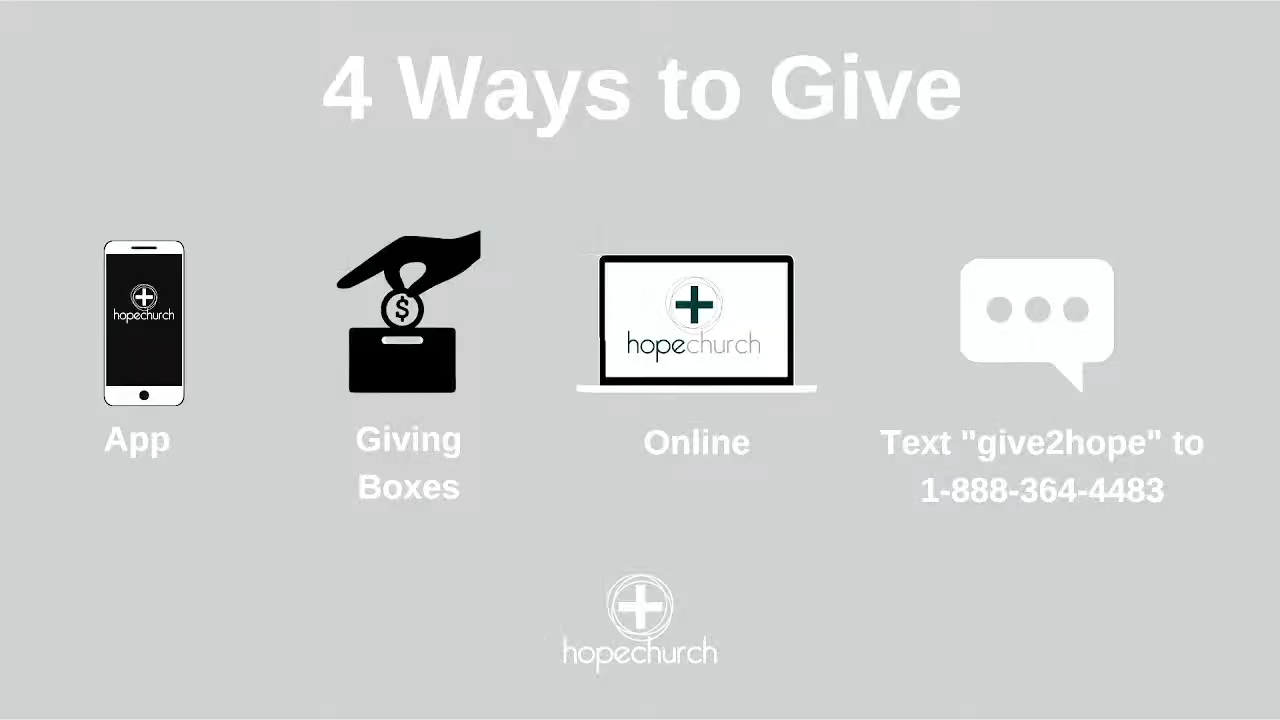 4 Ways to Give
hopechurch
$
hopechurch
App
Giving
Boxes
Online
Text "give2hope" to
1-888-364-4483
hopechurch